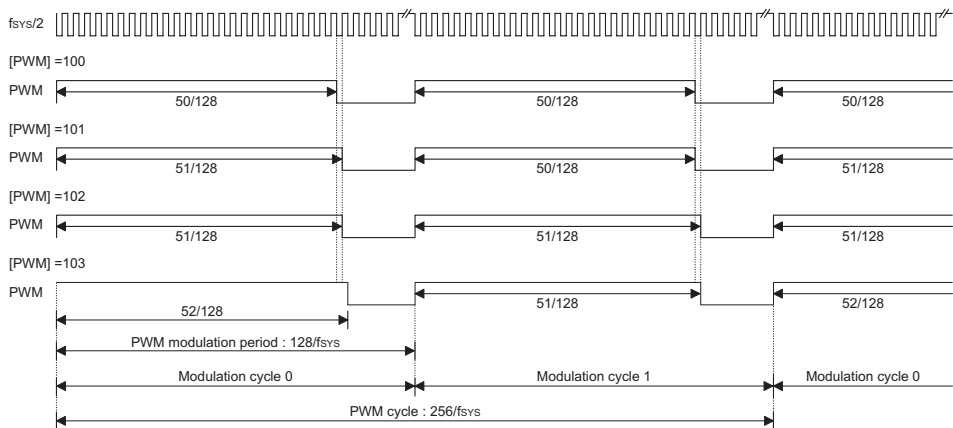 fSYS/2
[PWM] =100
PWM
50/128 50/128 50/128
[PWM] =101
PWM
51/128 50/128 51/128
[PWM] =102
PWM
51/128 51/128 51/128
[PWM] =103
PWM
52/128 51/128 52/128
PWM modulation period : 128/fSYS
Modulation cycle 0 Modulation cycle 1 Modulation cycle 0
PWM cycle : 256/fSYS